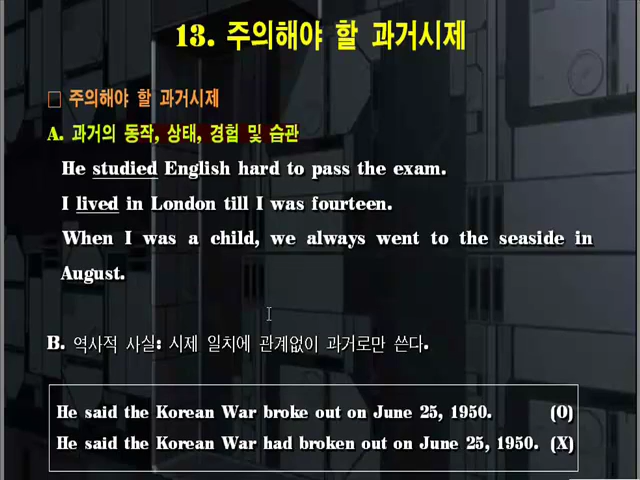 13. 주의해야 할 과거시제
□ 주의해야 할 과거시제
A. 과거의 동작, 상태, 경험 및 습관
He studied English hard to pass the exam.
I lived in London till I was fourteen.
When I was a child, we always went to the seaside in
August.
B. 역사적 사실: 시제 일치에 관계없이 과거로만 쓴다.
He said the Korean War broke out on June 25, 1950. (O)
He said the Korean War had broken out on June 25, 1950. (X)